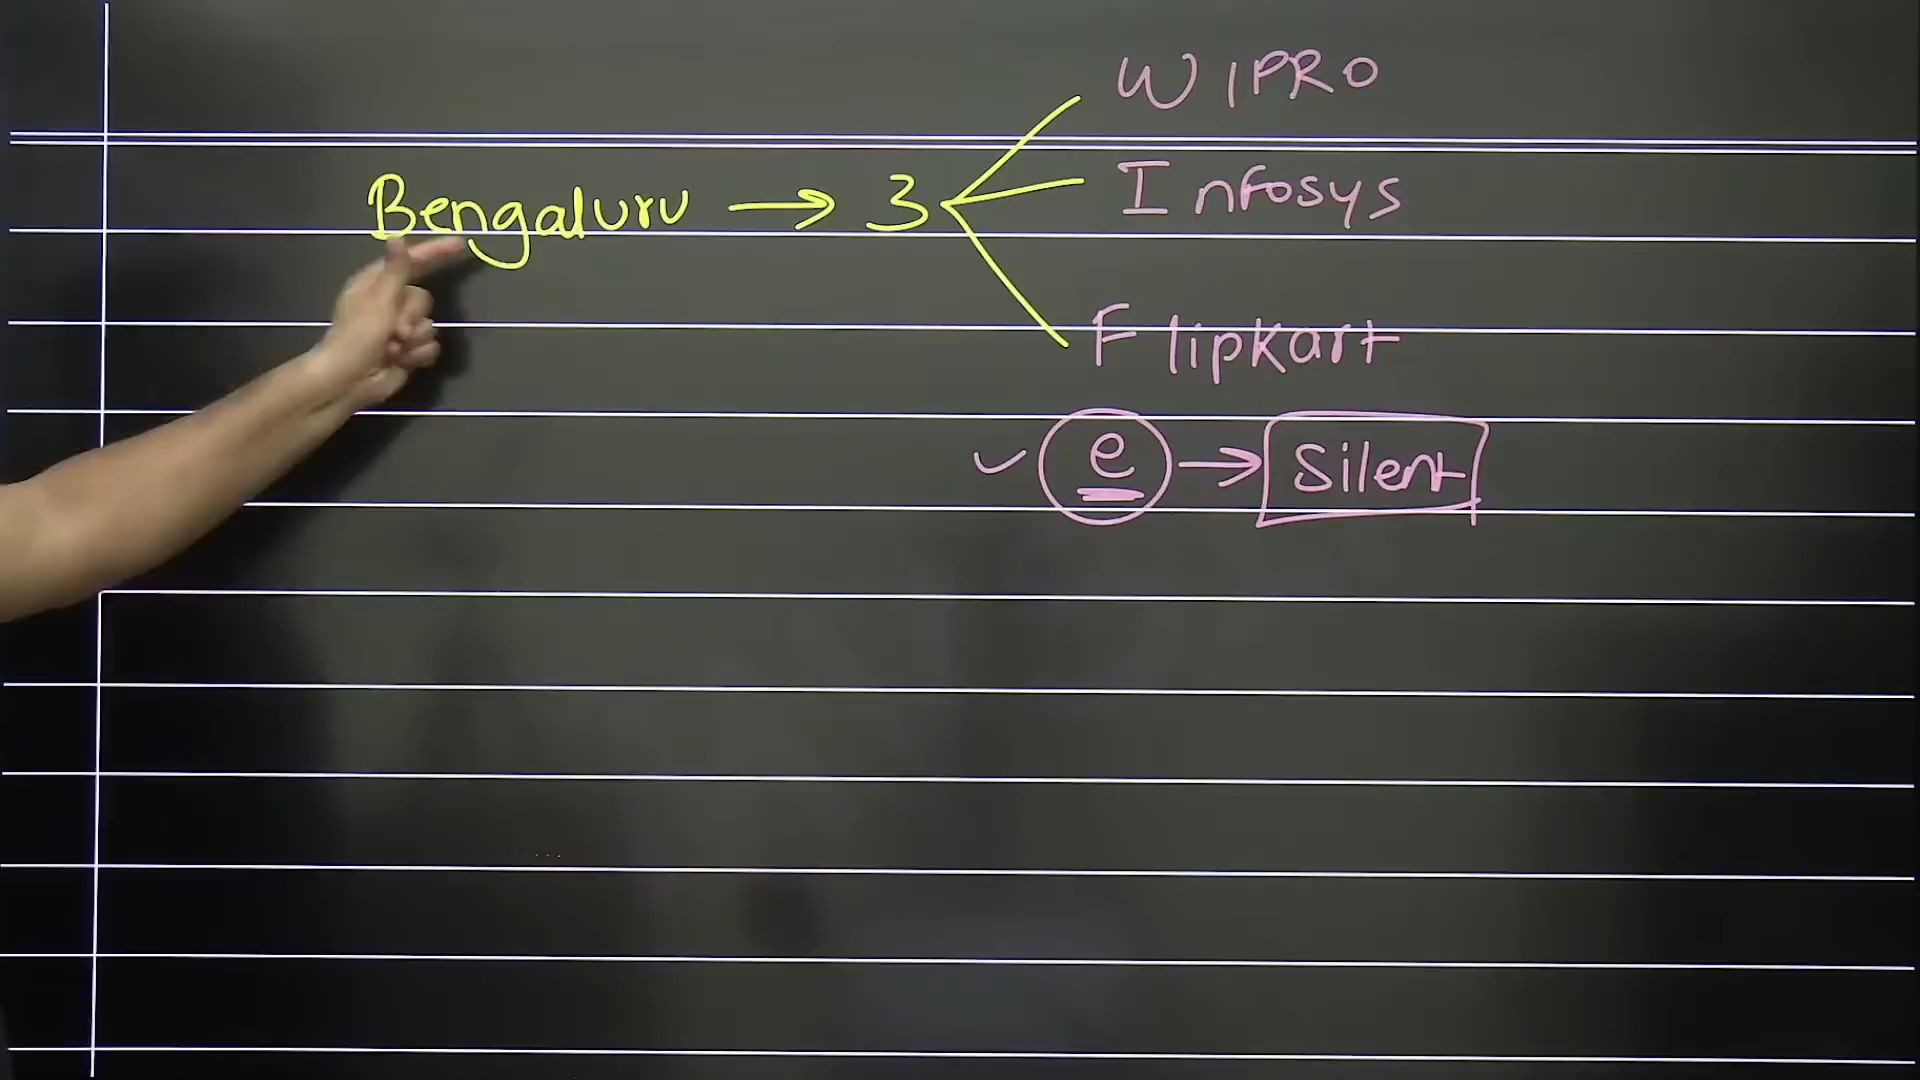 WIPRO
Bengaluru → 3 Infosys
Flipkart
✓ e → Silent